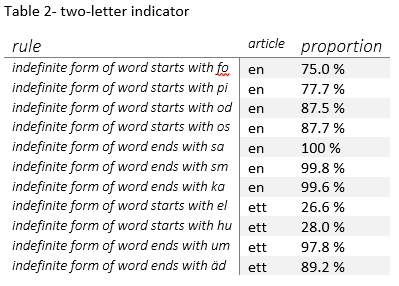 Table 2- two-letter indicator
rule article proportion
indefinite form of word starts with fo en 75.0 %
indefinite form of word starts with pi en 77.7 %
indefinite form of word starts with od en 87.5 %
indefinite form of word starts with os en 87.7 %
indefinite form of word ends with sa en 100 %
indefinite form of word ends with sm en 99.8 %
indefinite form of word ends with ka en 99.6 %
indefinite form of word starts with el ett 26.6 %
indefinite form of word starts with hu ett 28.0 %
indefinite form of word ends with um ett 97.8 %
indefinite form of word ends with äd ett 89.2 %